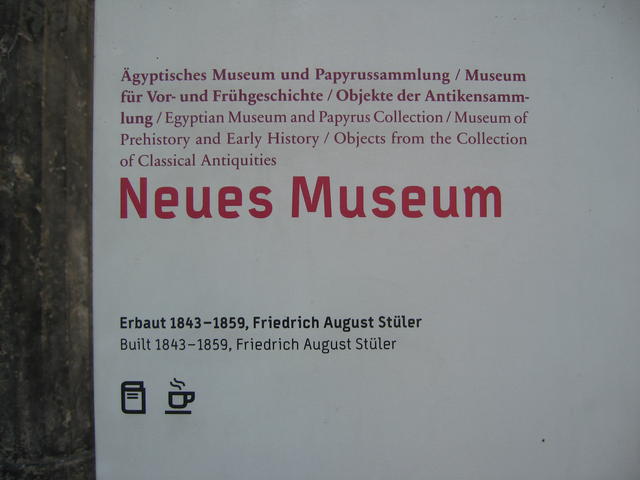 Ägyptisches Museum und Papyrussammlung / Museum
für Vor- und Frühgeschichte / Objekte der Antikensamm-
lung / Egyptian Museum and Papyrus Collection / Museum of
Prehistory and Early History / Objects from the Collection
of Classical Antiquities
Neues Museum
Erbaut 1843–1859, Friedrich August Stüler
Built 1843–1859, Friedrich August Stüler